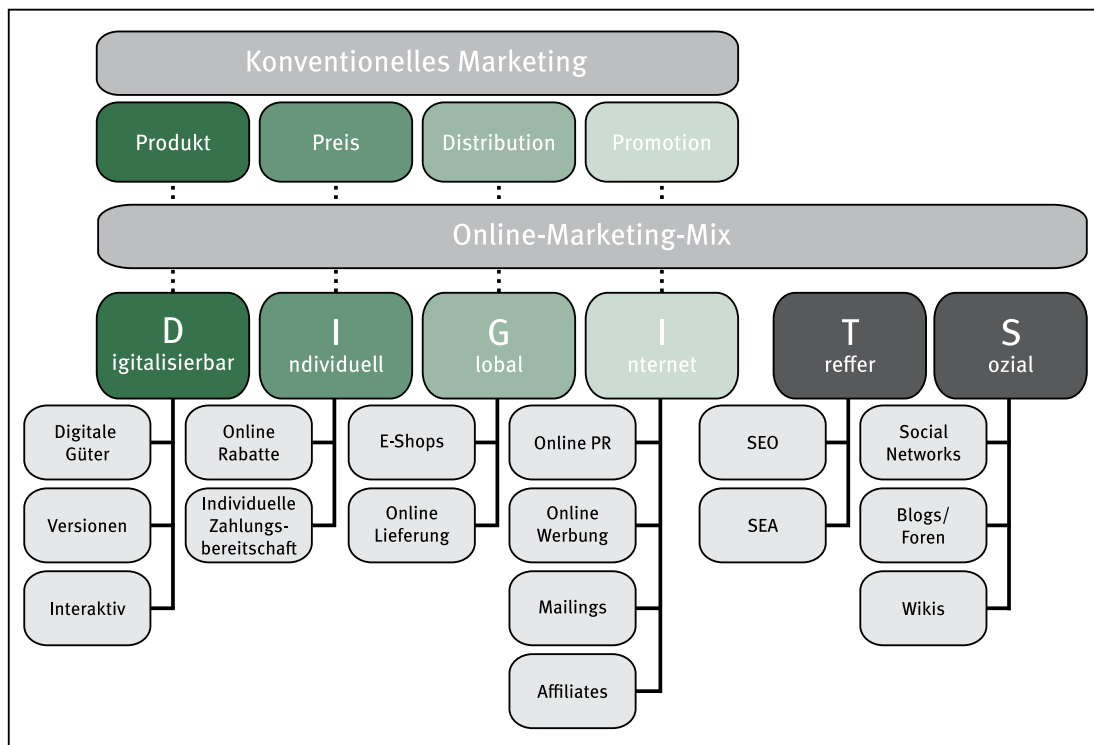 Konventionelles Marketing
Produkt
Preis
Distribution
Promotion
Online-Marketing-Mix
D
igitalisierbar
I
ndividuell
G
lobal
I
nternet
T
reffer
S
ozial
Digitale
Güter
Versionen
Interaktiv
Online
Rabatte
Individuelle
Zahlungs-
bereitschaft
E-Shops
Online
Lieferung
Online PR
Online
Werbung
Mailings
Affiliates
SEO
SEA
Social
Networks
Blogs/
Foren
Wikis